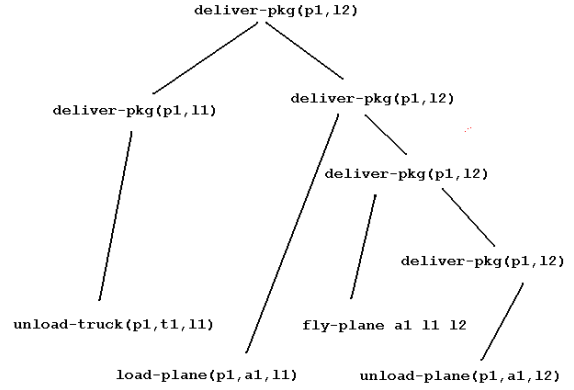 deliver-pkg(p1,l2)
deliver-pkg(p1,l1)
deliver-pkg(p1,l2)
deliver-pkg(p1,l2)
deliver-pkg(p1,l2)
unload-truck(p1,t1,l1)
fly-plane a1 l1 l2
load-plane(p1,a1,l1)
unload-plane(p1,a1,l2)